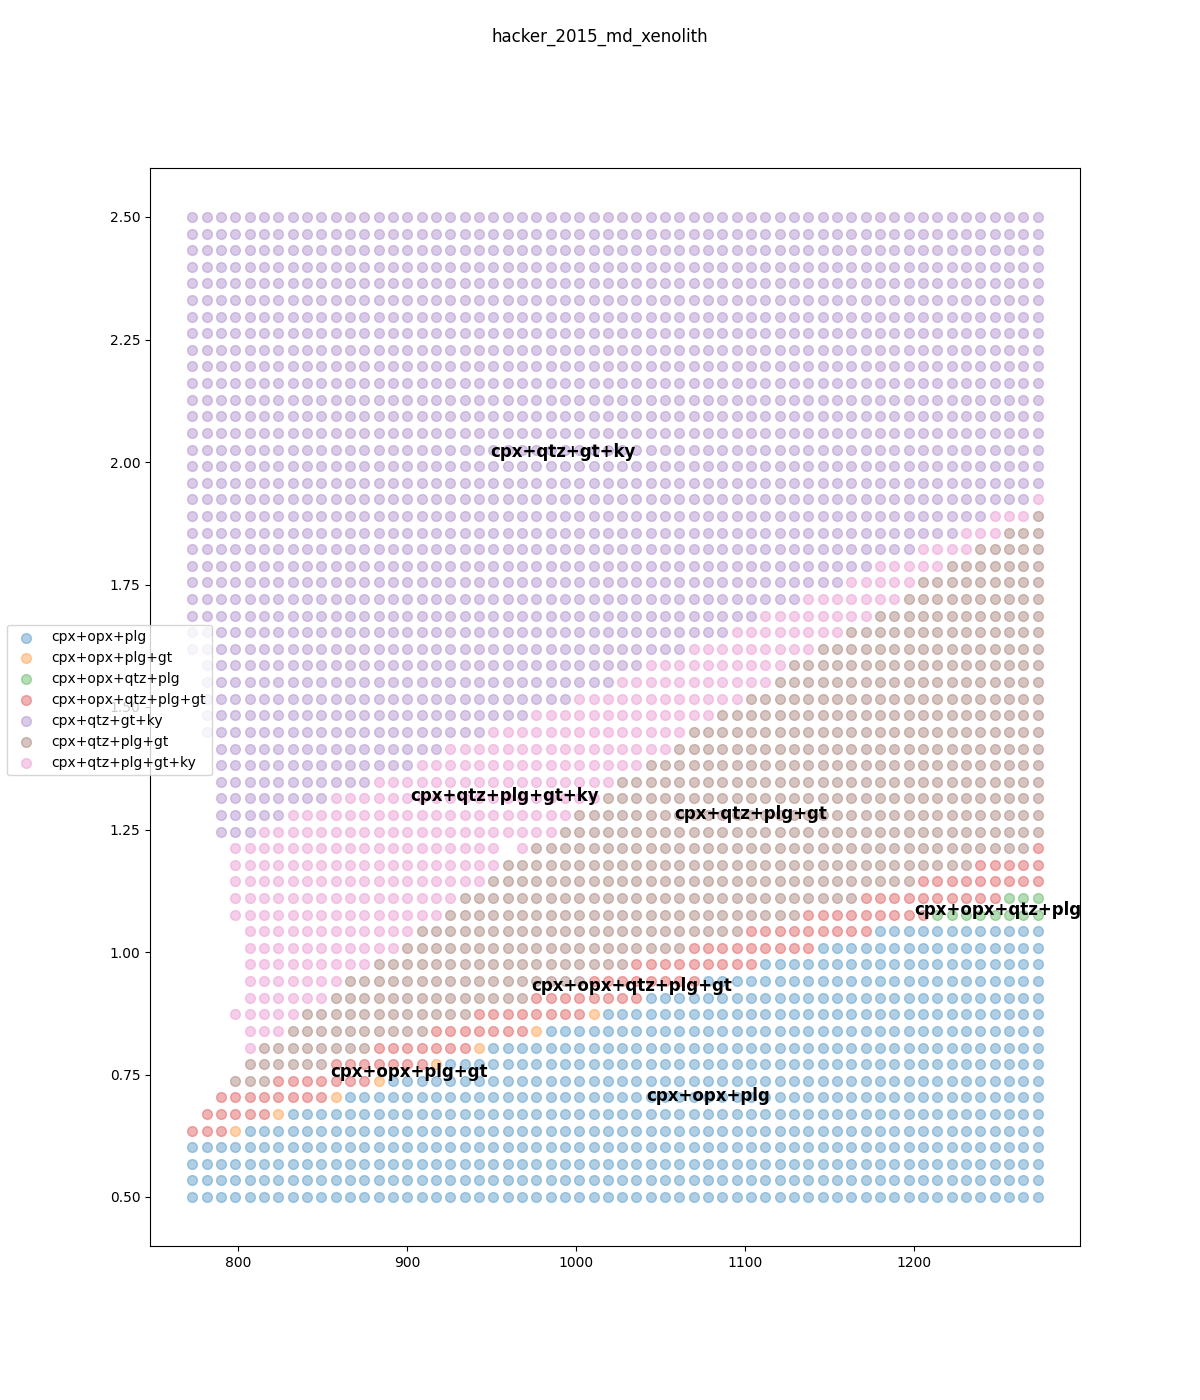 hacker_2015_md_xenolith
2.50
2.25
2.00
1.75
1.50
1.25
1.00
0.75
0.50
cpx+qtz+gt+ky
cpx+qtz+plg+gt+ky
cpx+qtz+plg+gt
cpx+opx+qtz+plg
cpx+opx+qtz+plg+gt
cpx+opx+plg+gt
cpx+opx+plg
cpx+opx+plg
cpx+opx+plg+gt
cpx+opx+qtz+plg
cpx+opx+qtz+plg+gt
cpx+qtz+gt+ky
cpx+qtz+plg+gt
cpx+qtz+plg+gt+ky
800 900 1000 1100 1200